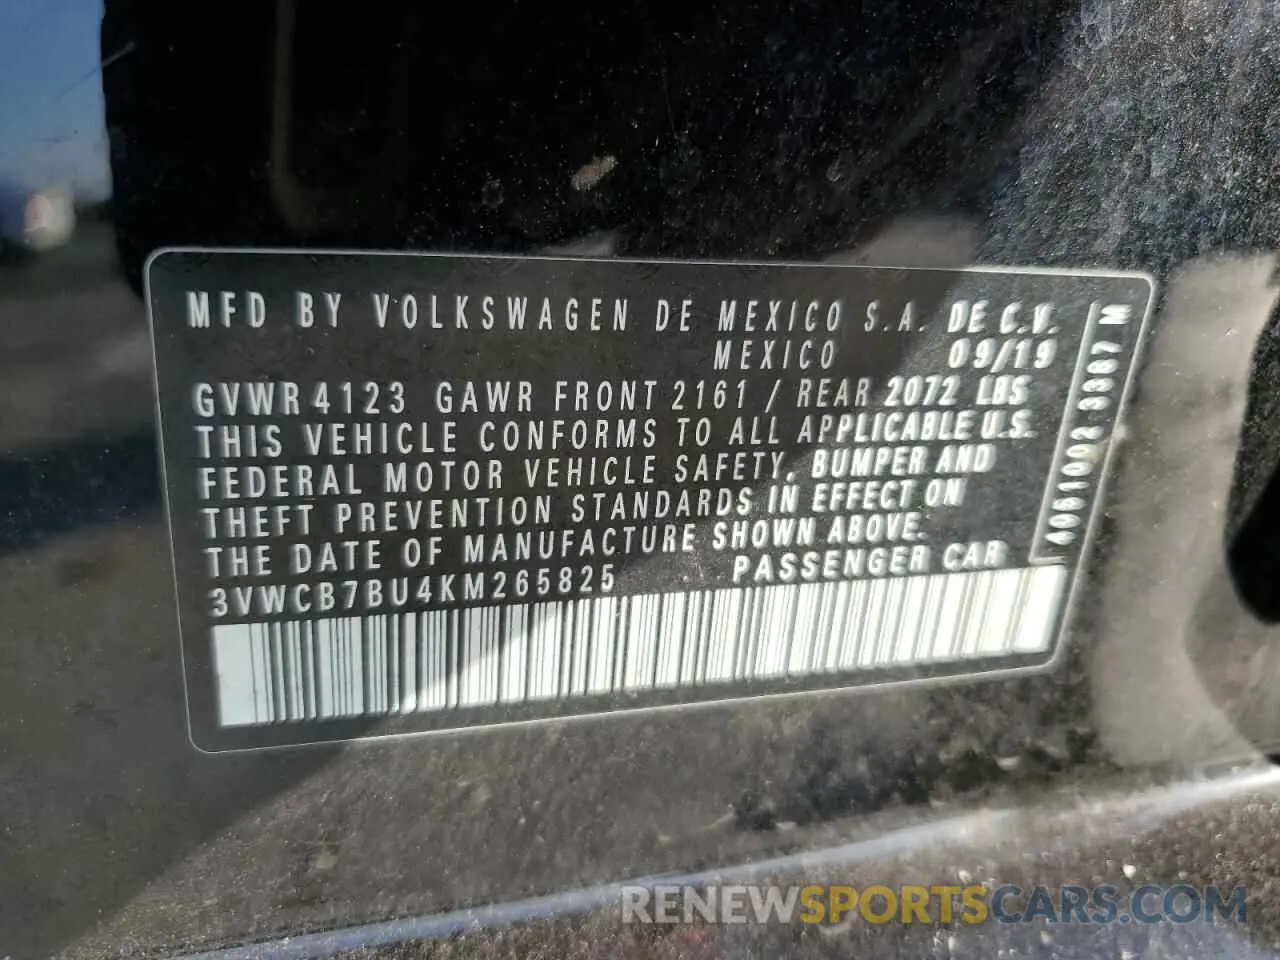 MFD BY VOLKSWAGEN DE MEXICO S.A. DE C.V.
MEXICO 09/19
GVWR 4123 GAWR FRONT 2161 / REAR 2072 LBS
THIS VEHICLE CONFORMS TO ALL APPLICABLE U.S.
FEDERAL MOTOR VEHICLE SAFETY, BUMPER AND
THEFT PREVENTION STANDARDS IN EFFECT ON
THE DATE OF MANUFACTURE SHOWN ABOVE.
3VWCB7BU4KM265825 PASSENGER CAR
4051002 3387 M
RENEWSPORTSCARS.COM